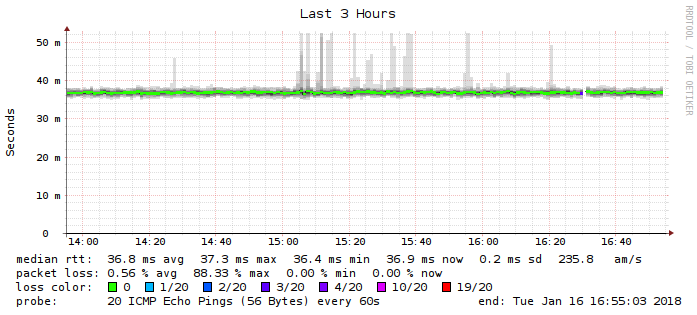 Last 3 Hours
RRDTOOL / TOBI OETIKER
Seconds
50 m
40 m
30 m
20 m
10 m
0
14:00 14:20 14:40 15:00 15:20 15:40 16:00 16:20 16:40
median rtt: 36.8 ms avg 37.3 ms max 36.4 ms min 36.9 ms now 0.2 ms sd 235.8 am/s
packet loss: 0.56 % avg 88.33 % max 0.00 % min 0.00 % now
loss color: 0 1/20 2/20 3/20 4/20 10/20 19/20
probe: 20 ICMP Echo Pings (56 Bytes) every 60s end: Tue Jan 16 16:55:03 2018